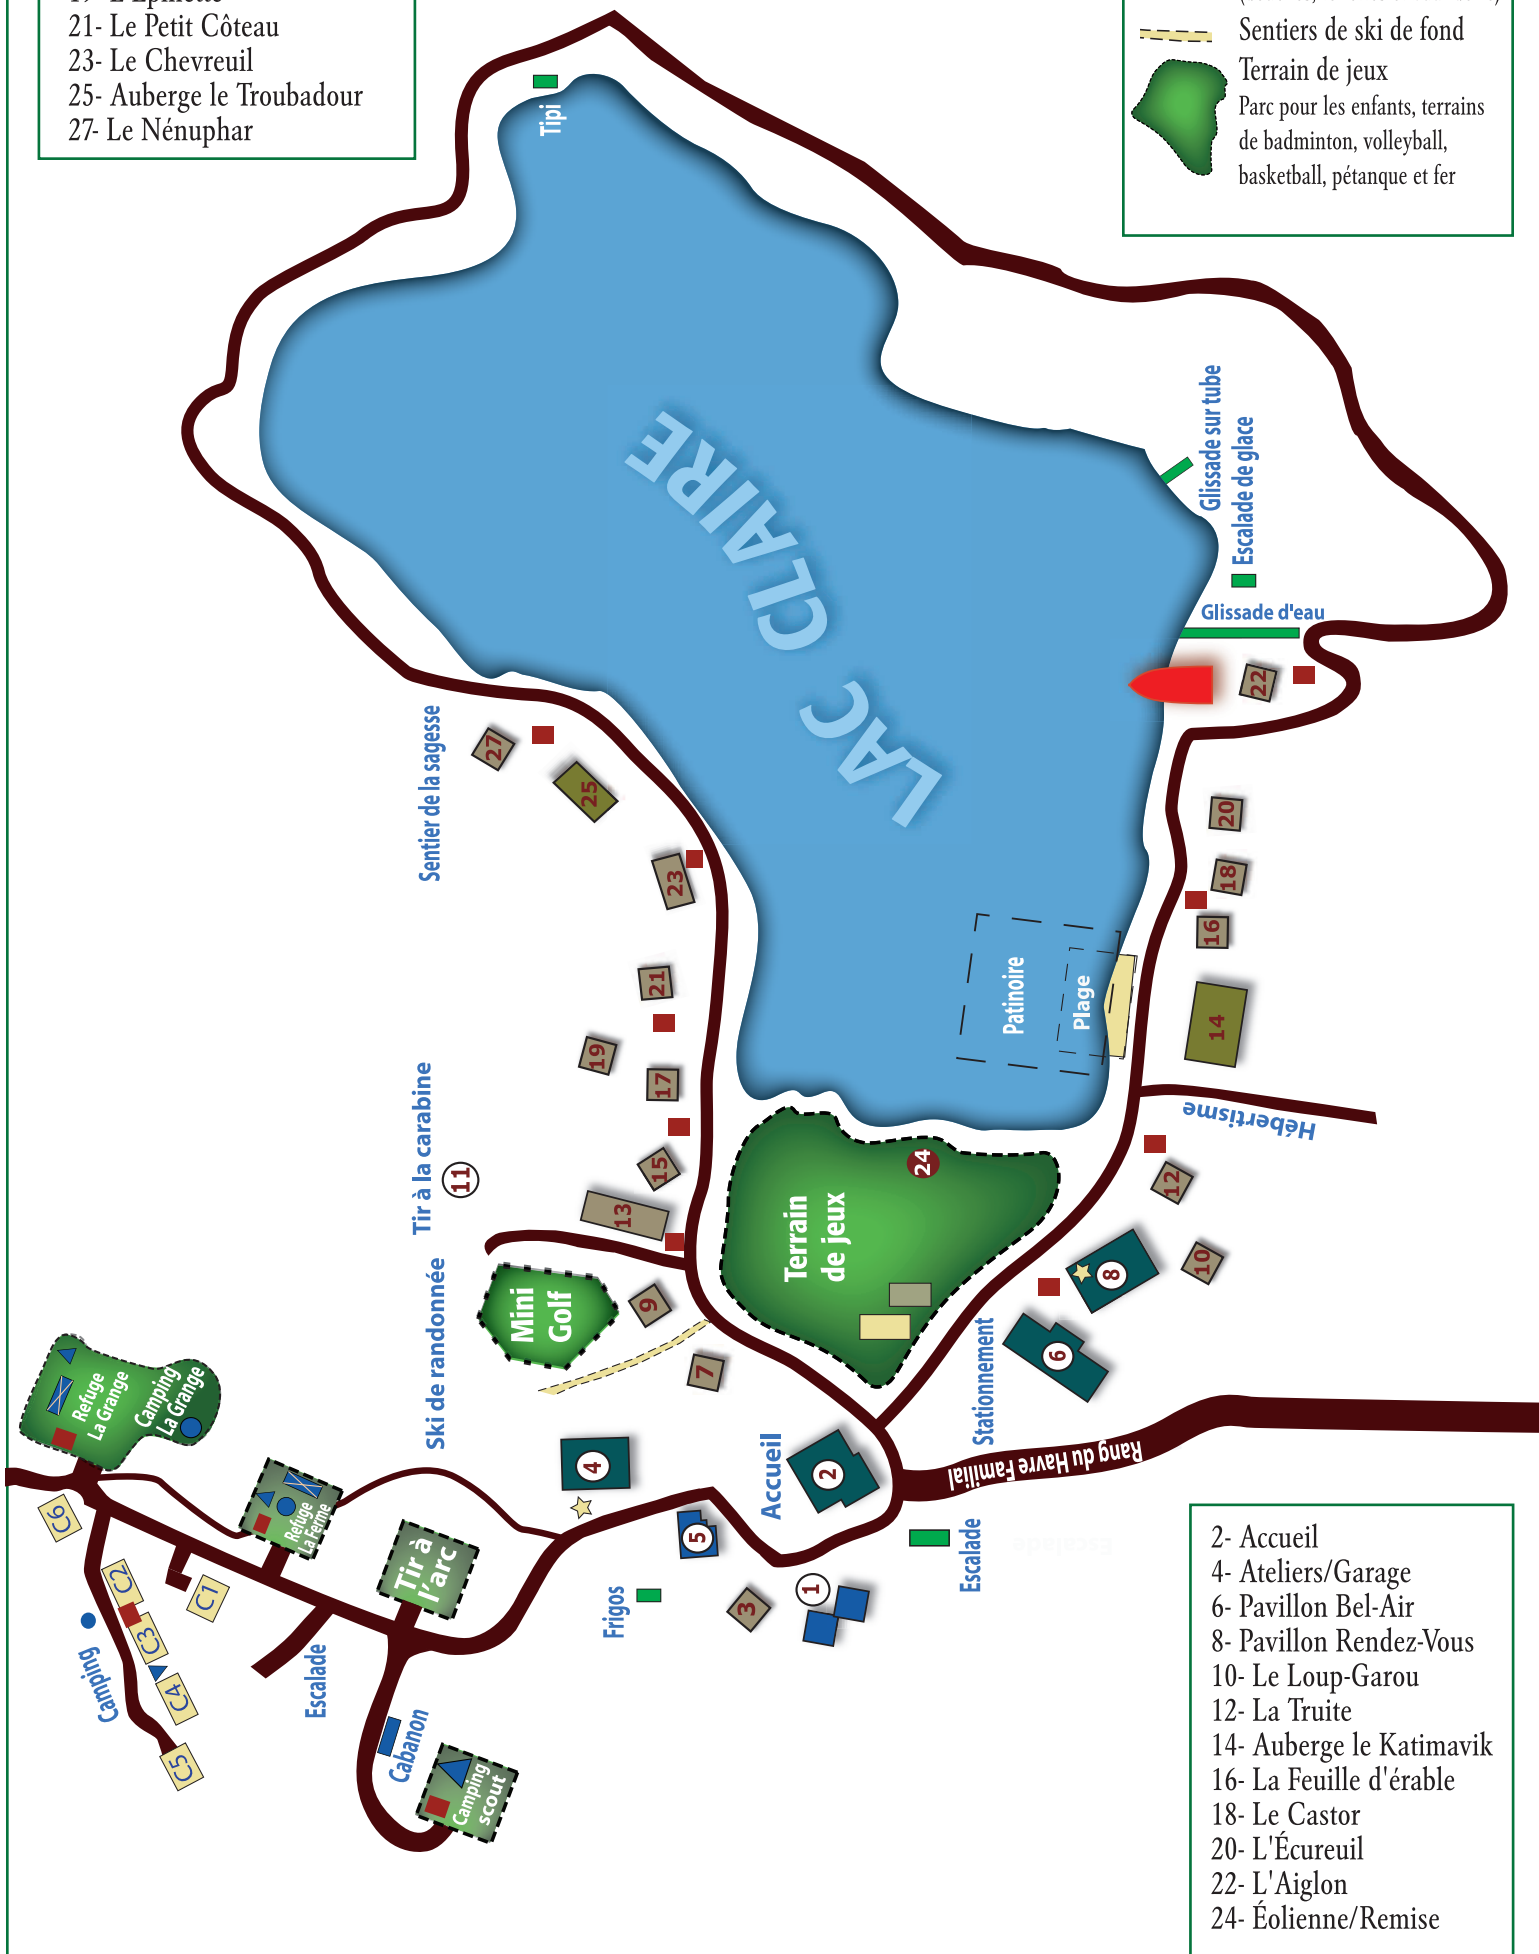 21- Le Petit Côteau
23- Le Chevreuil
25- Auberge le Troubadour
27- Le Nénuphar
Sentiers de ski de fond
Terrain de jeux
Parc pour les enfants, terrains
de badminton, volleyball,
basketball, pétanque et fer
Tipi
LAC CLAIRE
Glissade sur tube
Escalade de glace
Glissade d'eau
22
20
18
16
14
Patinoire
Plage
Hébertisme
12
10
8
6
Stationnement
Sentier de la sagesse
27
25
23
21
19
17
15
13
Tir à la carabine
11
Ski de randonnée
Mini
Golf
9
7
Terrain
de jeux
24
4
Accueil
2
Rang du Havre Familial
5
Frigos
3
1
Escalade
Escalade
Refuge
La Grange
Camping
La Grange
Refuge
La Ferme
Tir à
l'arc
C6
C2
C1
C3
C4
C5
Camping
Escalade
Cabanon
Camping
scout
2- Accueil
4- Ateliers/Garage
6- Pavillon Bel-Air
8- Pavillon Rendez-Vous
10- Le Loup-Garou
12- La Truite
14- Auberge le Katimavik
16- La Feuille d'érable
18- Le Castor
20- L'Écureuil
22- L'Aiglon
24- Éolienne/Remise